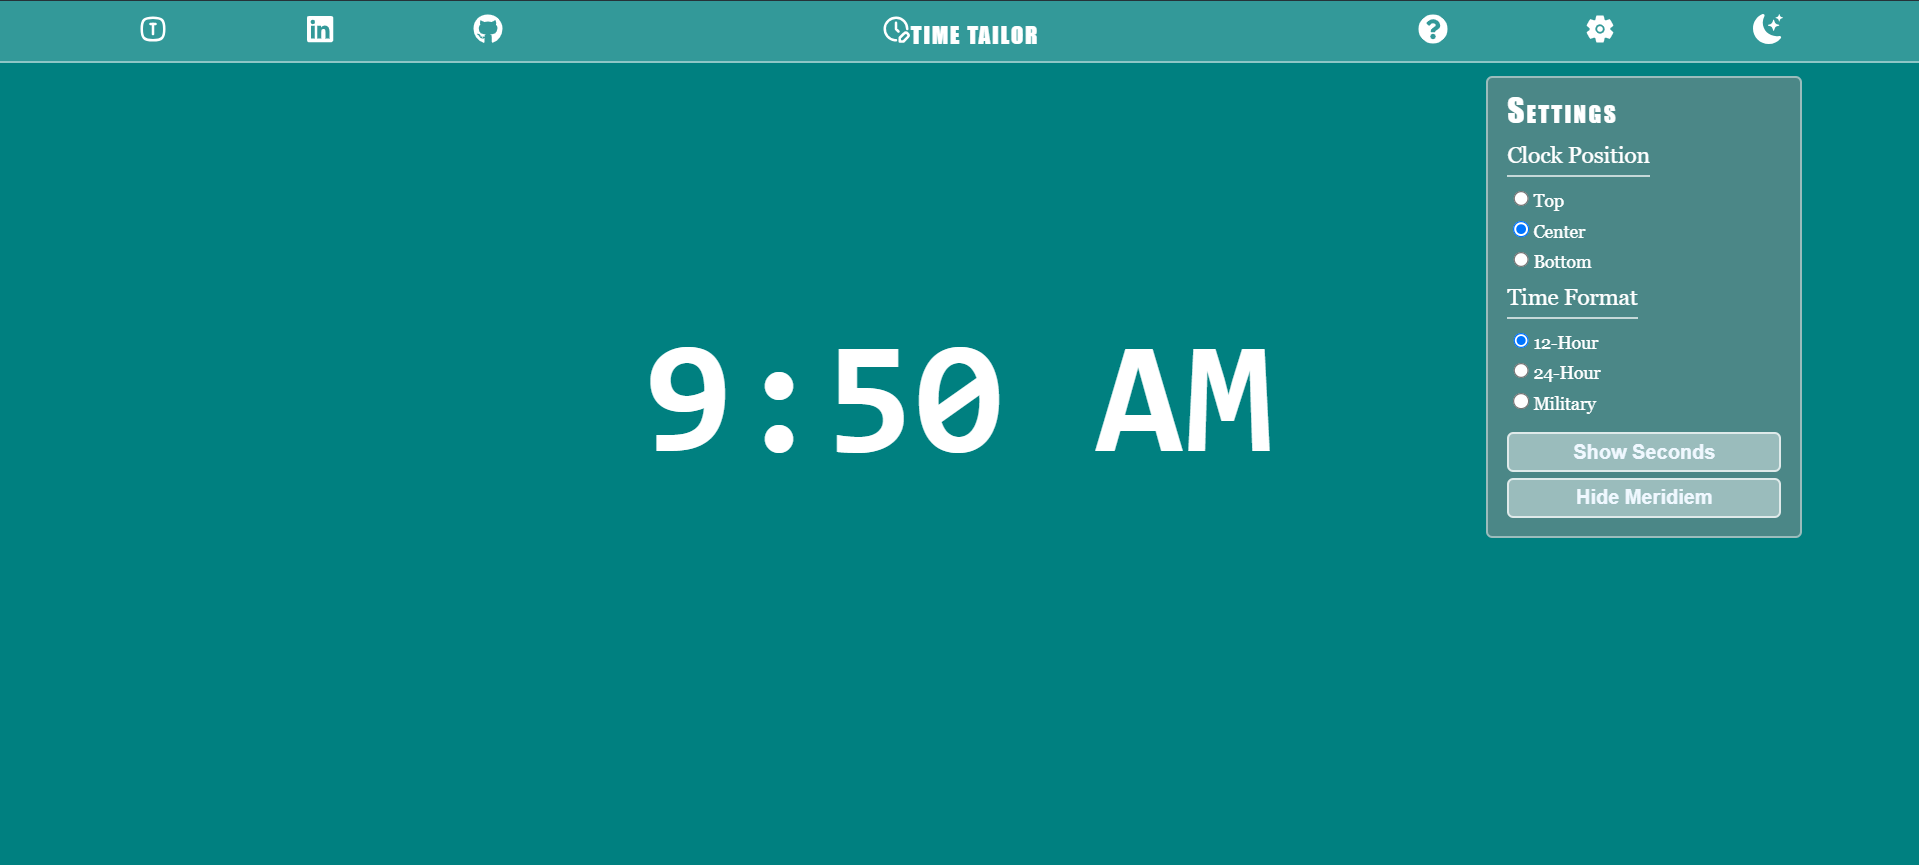 T
in
TIME TAILOR
?
Settings
Clock Position
Top
Center
Bottom
9:50 AM
Time Format
12-Hour
24-Hour
Military
Show Seconds
Hide Meridiem